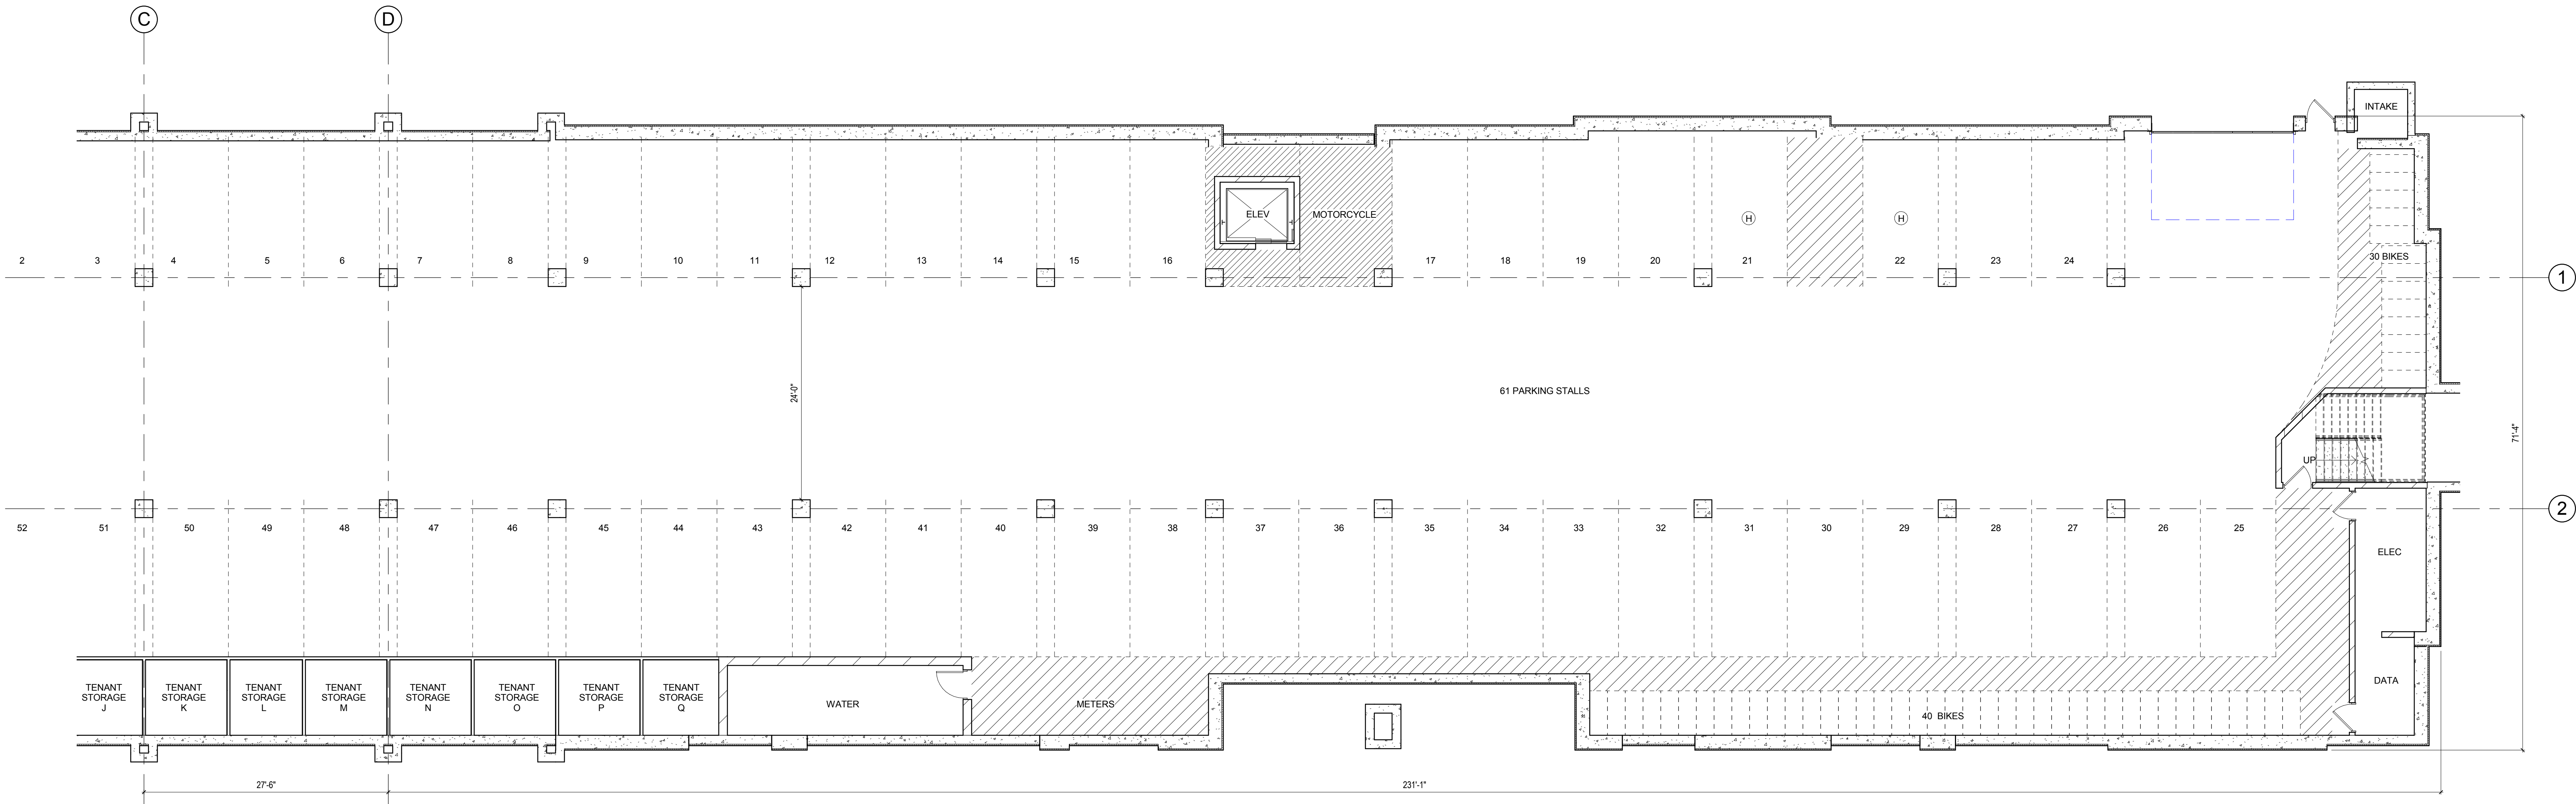 C
D
INTAKE
ELEV
MOTORCYCLE
H
H
2
3
4
5
6
7
8
9
10
11
12
13
14
15
16
17
18
19
20
21
22
23
24
30 BIKES
1
24'-0"
61 PARKING STALLS
71'-4"
UP
2
52
51
50
49
48
47
46
45
44
43
42
41
40
39
38
37
36
35
34
33
32
31
30
29
28
27
26
25
ELEC
TENANT
STORAGE
J
TENANT
STORAGE
K
TENANT
STORAGE
L
TENANT
STORAGE
M
TENANT
STORAGE
N
TENANT
STORAGE
O
TENANT
STORAGE
P
TENANT
STORAGE
Q
WATER
METERS
40 BIKES
DATA
27'-6"
231'-1"